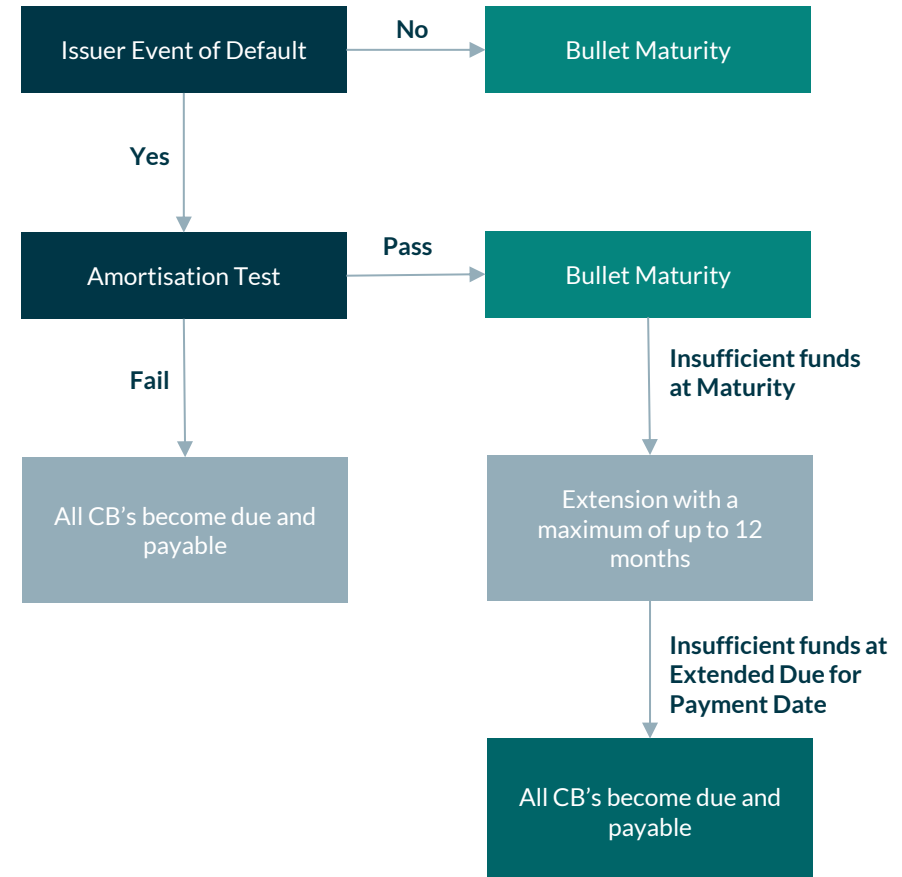 Issuer Event of Default
No
Bullet Maturity
Yes
Amortisation Test
Pass
Bullet Maturity
Fail
Insufficient funds
at Maturity
All CB's become due and
payable
Extension with a
maximum of up to 12
months
Insufficient funds at
Extended Due for
Payment Date
All CB's become due and
payable